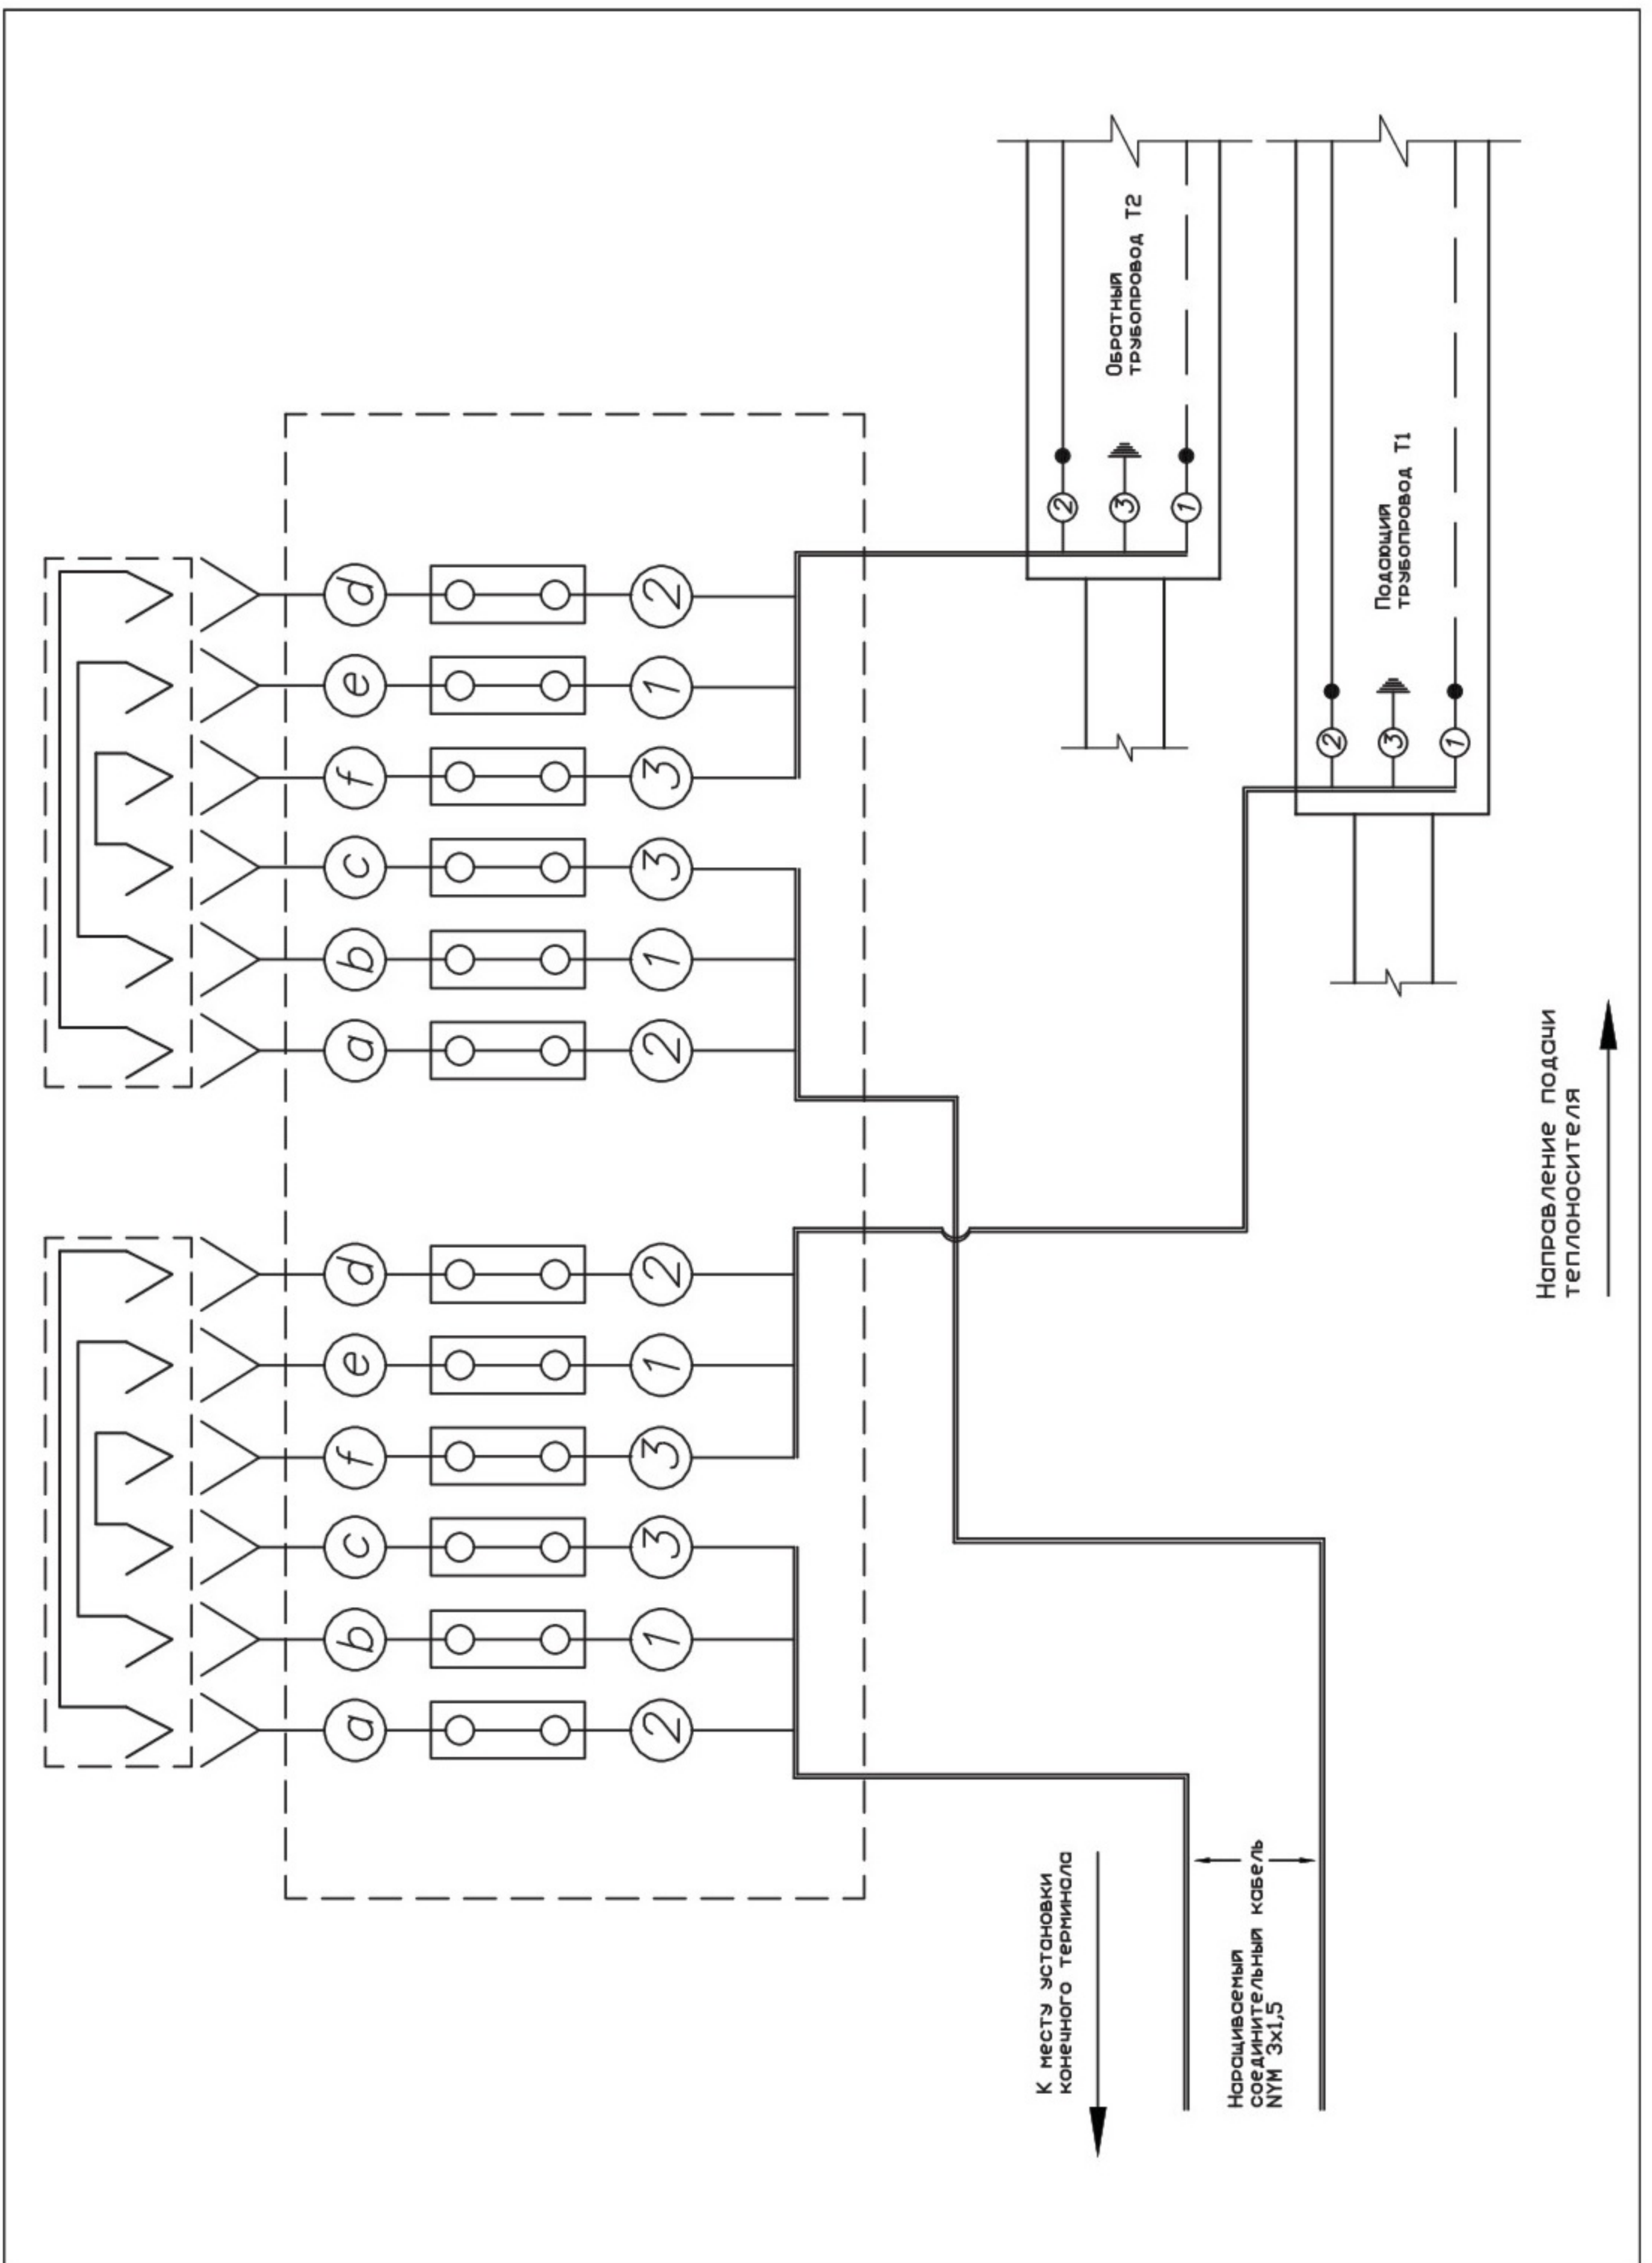 a b c f e d a b c f e d
2 1 3 3 1 2 2 1 3 3 1 2
К месту установки
конечного терминала
2
Обратный
трубопровод Т2
3
1
Наращиваемый
соединительный кабель
NYM 3x1,5
2
Подающий
трубопровод Т1
3
1
Направление подачи
теплоносителя